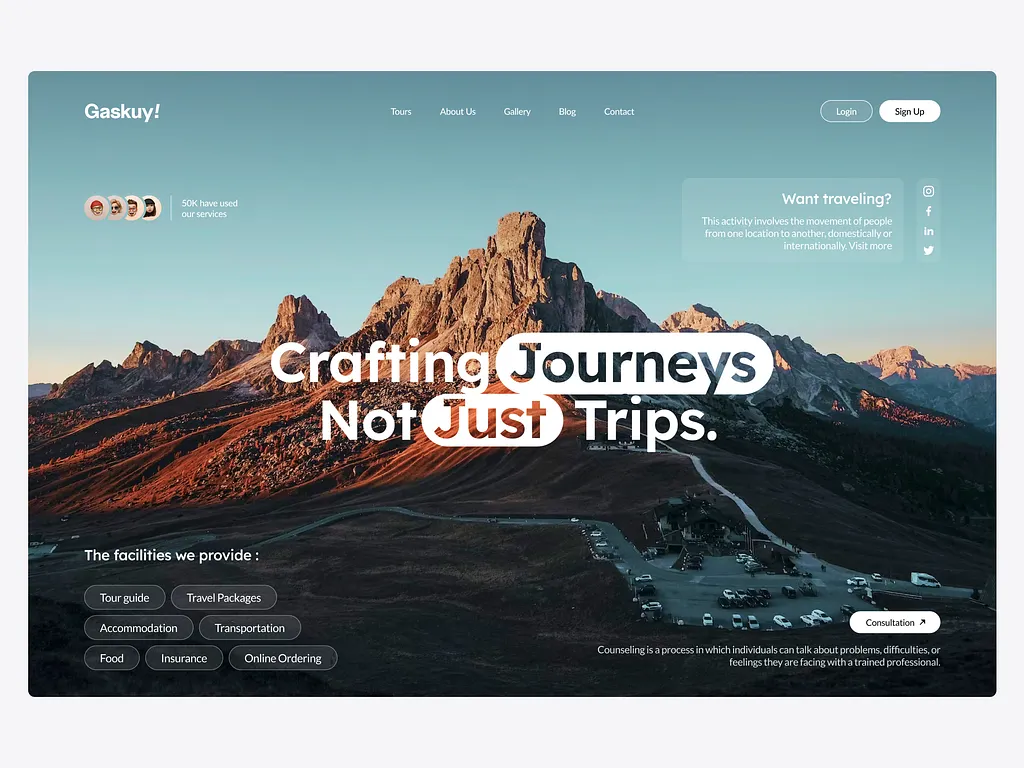 Gaskuy!
Tours
About Us
Gallery
Blog
Contact
Login
Sign Up
50K have used
our services
Want traveling?
This activity involves the movement of people
from one location to another, domestically or
internationally. Visit more
Crafting Journeys
Not Just Trips.
The facilities we provide :
Tour guide
Travel Packages
Accommodation
Transportation
Food
Insurance
Online Ordering
Consultation
Counseling is a process in which individuals can talk about problems, difficulties, or
feelings they are facing with a trained professional.